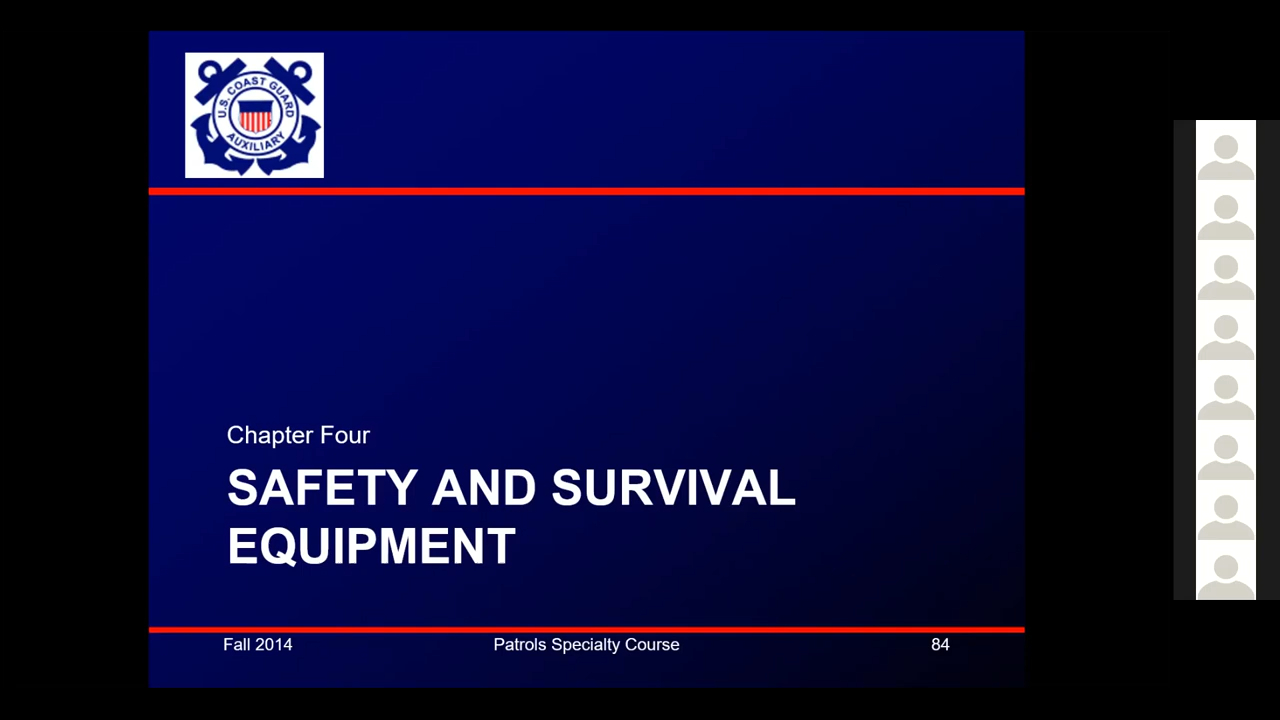 U.S. COAST GUARD
AUXILIARY
Chapter Four
SAFETY AND SURVIVAL
EQUIPMENT
Fall 2014 Patrols Specialty Course 84